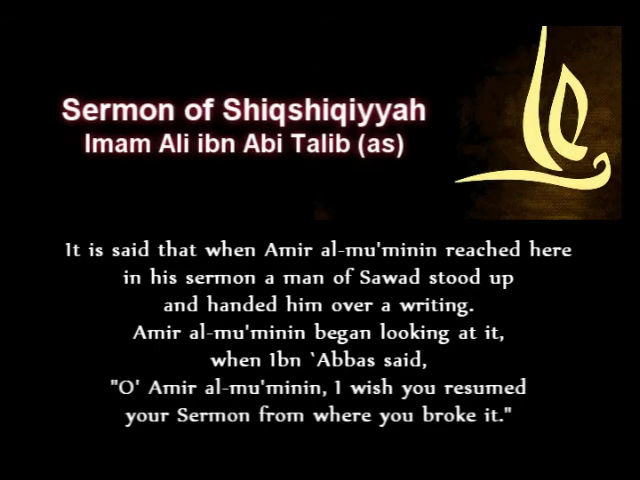 Sermon of Shiqshiqiyyah
Imam Ali ibn Abi Talib (as)
It is said that when Amir al-mu'minin reached here
in his sermon a man of Sawad stood up
and handed him over a writing.
Amir al-mu'minin began looking at it,
when Ibn `Abbas said,
"O' Amir al-mu'minin, I wish you resumed
your Sermon from where you broke it."